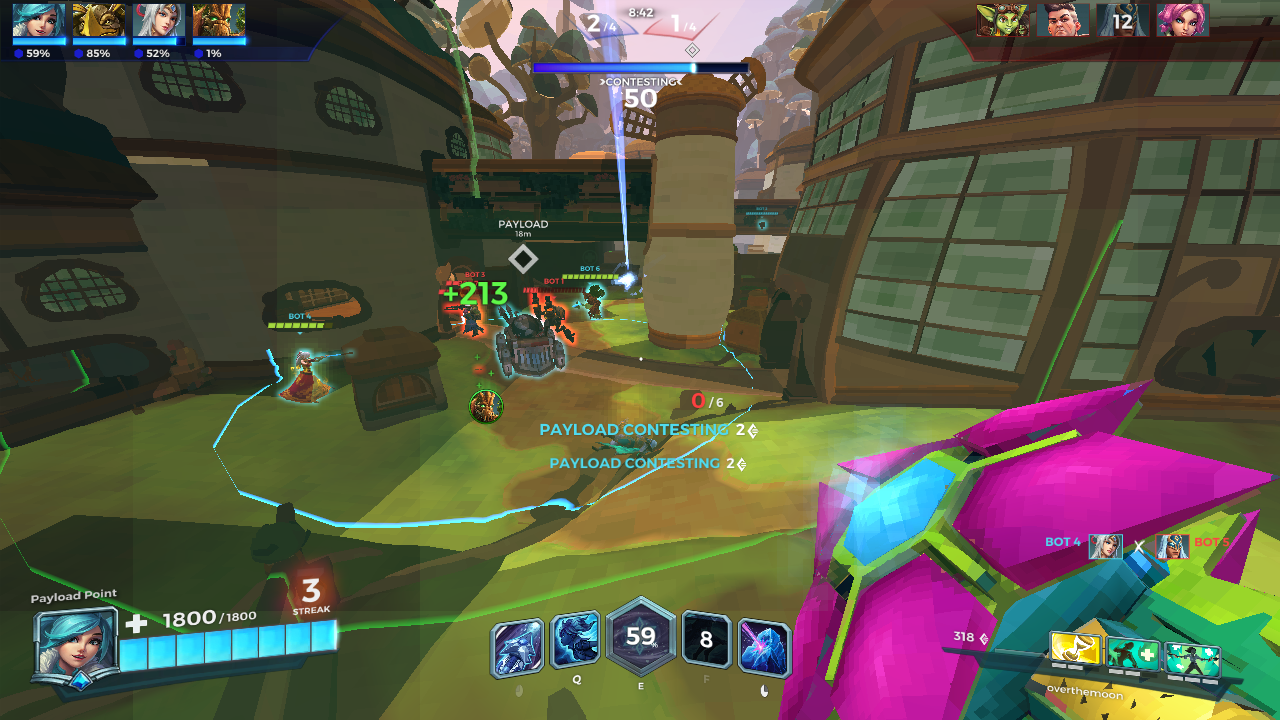 59% 85% 52% 1%
2/4 8:42 1/4
12
>CONTESTING<
50
PAYLOAD
18m
BOT 3
+213
BOT 6
BOT 4
0/6
PAYLOAD CONTESTING 2
PAYLOAD CONTESTING 2
BOT 4 X BOT 5
Payload Point
1800/1800
3
STREAK
59%
8
Q
E
F
318
overthemoon